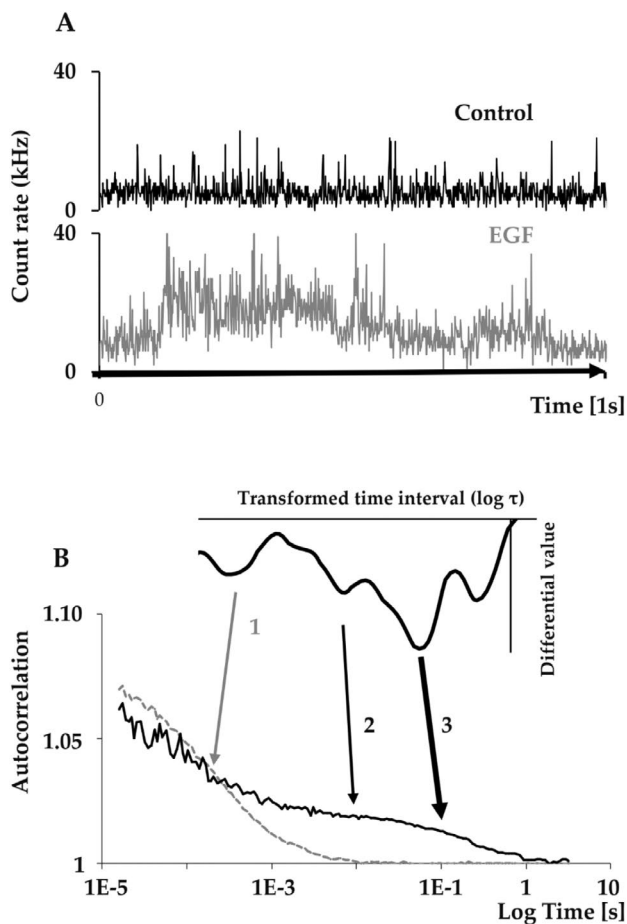 A
40
Control
Count rate (kHz)
0
40
EGF
0
0
Time [1s]
Transformed time interval (log τ)
B
Differential value
1.10
1
Autocorrelation
2
3
1.05
1
1E-5
1E-3
1E-1
1
10
Log Time [s]